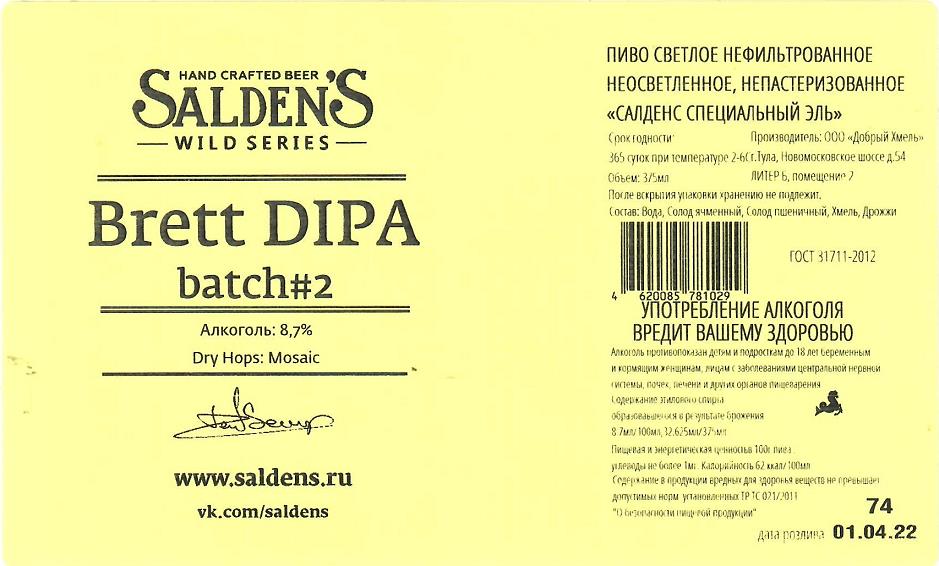 HAND CRAFTED BEER
SALDEN'S
WILD SERIES
Brett DIPA
batch#2
Алкоголь: 8,7%
Dry Hops: Mosaic
www.saldens.ru
vk.com/saldens
ПИВО СВЕТЛОЕ НЕФИЛЬТРОВАННОЕ
НЕОСВЕТЛЕННОЕ, НЕПАСТЕРИЗОВАННОЕ
«САЛДЕНС СПЕЦИАЛЬНЫЙ ЭЛЬ»
Срок годности:
365 суток при температуре 2-6С
Объем: 375мл
Производитель: ООО «Добрый Хмель»
г.Тула, Новомосковское шоссе д.54
ЛИТЕР Б, помещение 2
После вскрытия упаковки хранению не подлежит.
Состав: Вода, Солод ячменный, Солод пшеничный, Хмель, Дрожжи
ГОСТ 31711-2012
4 620085 781029
УПОТРЕБЛЕНИЕ АЛКОГОЛЯ
ВРЕДИТ ВАШЕМУ ЗДОРОВЬЮ
Алкоголь противопоказан детям и подросткам до 18 лет беременным
и кормящим женщинам, лицам с заболеваниями центральной нервной
системы, почек, печени и других органов пищеварения
Содержание этилового спирта
образовавшегося в результате брожения
8.7мл/100мл, 32.625мл/375мл
Пищевая и энергетическая ценность в 100г пива:
углеводы не более 1мг. Калорийность 62 ккал/100мл
Содержание в продукции вредных для здоровья веществ не превышает
допустимых норм установленных ТР ТС 021/2011
"О безопасности пищевой продукции"
74
дата розлива 01.04.22